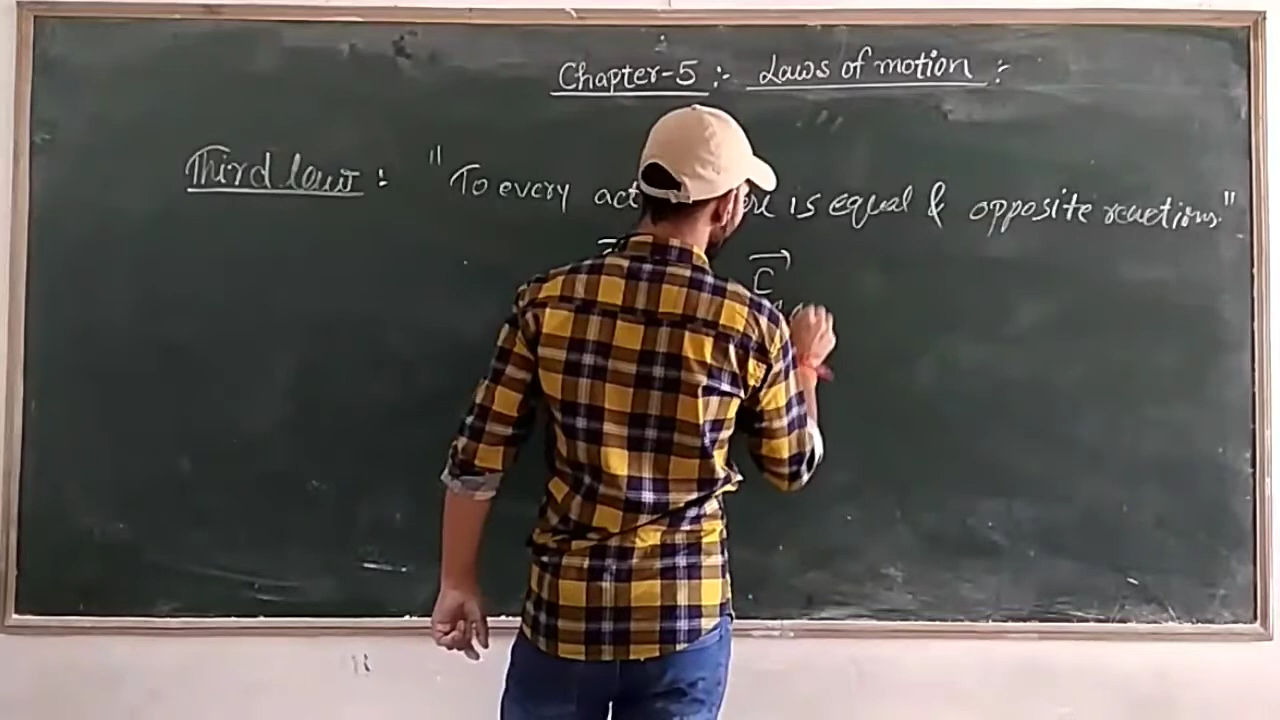 Chapter-5 :- Laws of motion :-
Third law : "To every act ere is equal & opposite reactions."